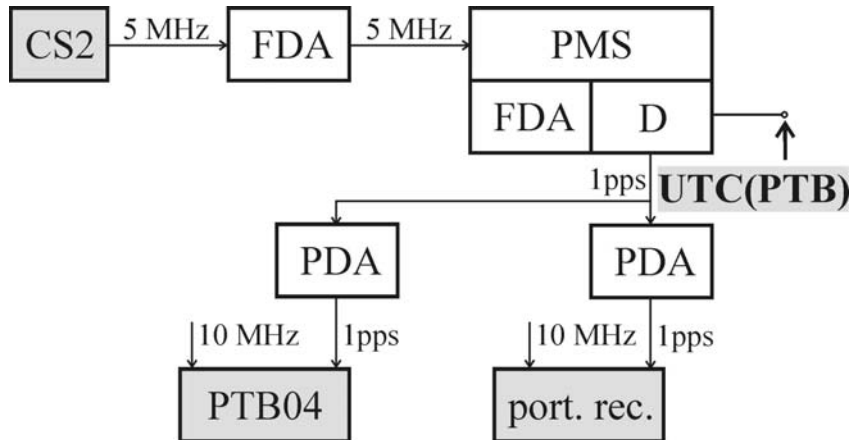 CS2
5 MHz
FDA
5 MHz
PMS
FDA
D
1pps
UTC(PTB)
PDA
PDA
10 MHz
1pps
10 MHz
1pps
PTB04
port. rec.